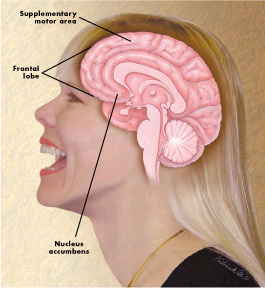 Supplementary
motor area
Frontal
lobe
Nucleus
accumbens